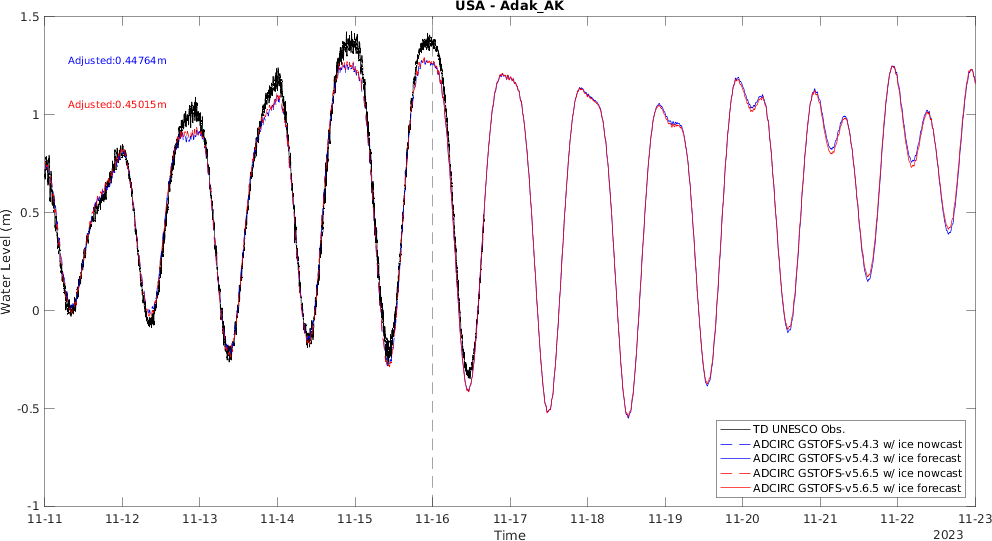 USA - Adak_AK
1.5
1
0.5
0
-0.5
-1
Water Level (m)
Adjusted:0.44764m
Adjusted:0.45015m
TD UNESCO Obs.
ADCIRC GSTOFS-v5.4.3 w/ ice nowcast
ADCIRC GSTOFS-v5.4.3 w/ ice forecast
ADCIRC GSTOFS-v5.6.5 w/ ice nowcast
ADCIRC GSTOFS-v5.6.5 w/ ice forecast
11-11 11-12 11-13 11-14 11-15 11-16 11-17 11-18 11-19 11-20 11-21 11-22 11-23
Time
2023